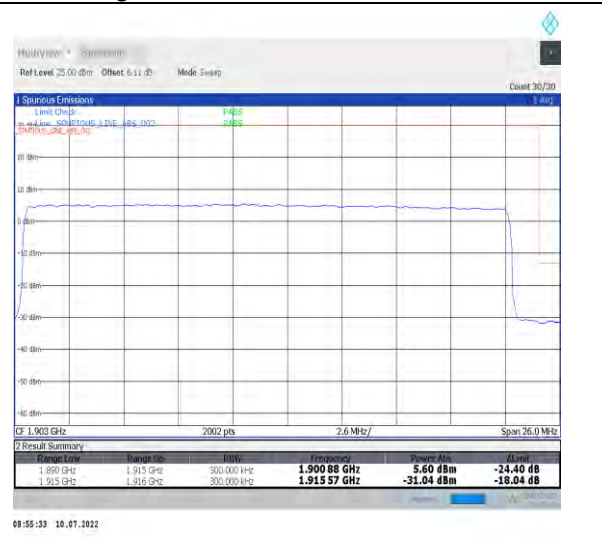 MultiView Spectrum
Ref Level 25.00 dBm Offset 6.11 dB Mode Sweep
Count 30/30
1 Spurious Emissions 1 Avg
Limit Check PASS
Line SPURIOUS_LINE_ABS_002 PASS
SPURIOUS_LINE_ABS_002
20 dBm
10 dBm
0 dBm
-10 dBm
-20 dBm
-30 dBm
-40 dBm
-50 dBm
-60 dBm
CF 1.903 GHz 2002 pts 2.6 MHz/ Span 26.0 MHz
2 Result Summary
Range Low Range Up RBW Frequency Power Abs ΔLimit
1.890 GHz 1.915 GHz 300.000 kHz 1.900 88 GHz 5.60 dBm -24.40 dB
1.915 GHz 1.916 GHz 300.000 kHz 1.915 57 GHz -31.04 dBm -18.04 dB
08:55:33 10.07.2022